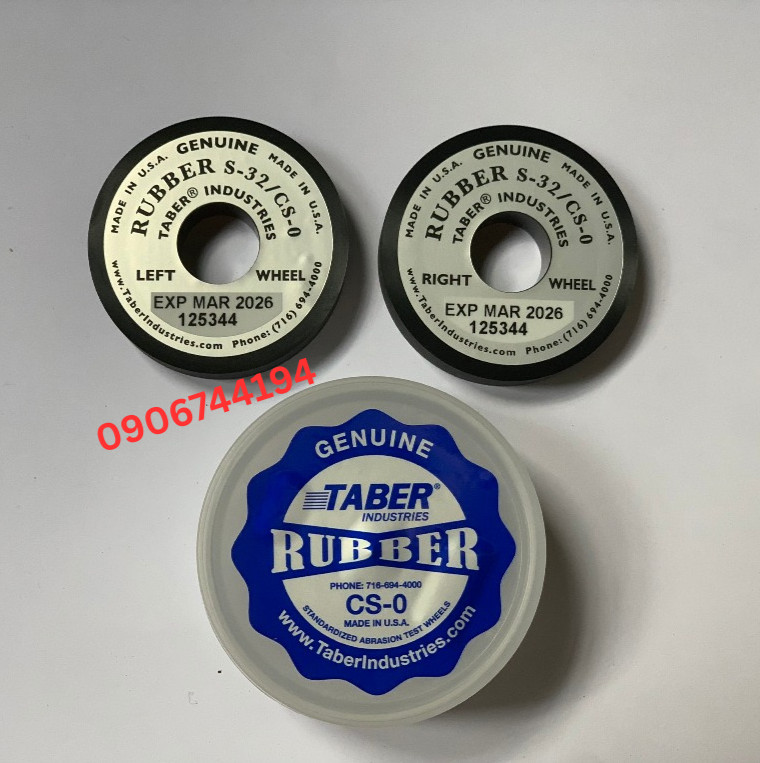 GENUINE
MADE IN U.S.A. MADE IN U.S.A.
RUBBER S-32/CS-0
TABER® INDUSTRIES
LEFT WHEEL
EXP MAR 2026
125344
www.TaberIndustries.com Phone: (716) 694-4000
GENUINE
MADE IN U.S.A. MADE IN U.S.A.
RUBBER S-32/CS-0
TABER® INDUSTRIES
RIGHT WHEEL
EXP MAR 2026
125344
www.TaberIndustries.com Phone: (716) 694-4000
0906744194
GENUINE
TABER®
INDUSTRIES
RUBBER
PHONE: 716-694-4000
CS-0
MADE IN U.S.A.
STANDARDIZED ABRASION TEST WHEELS
www.TaberIndustries.com